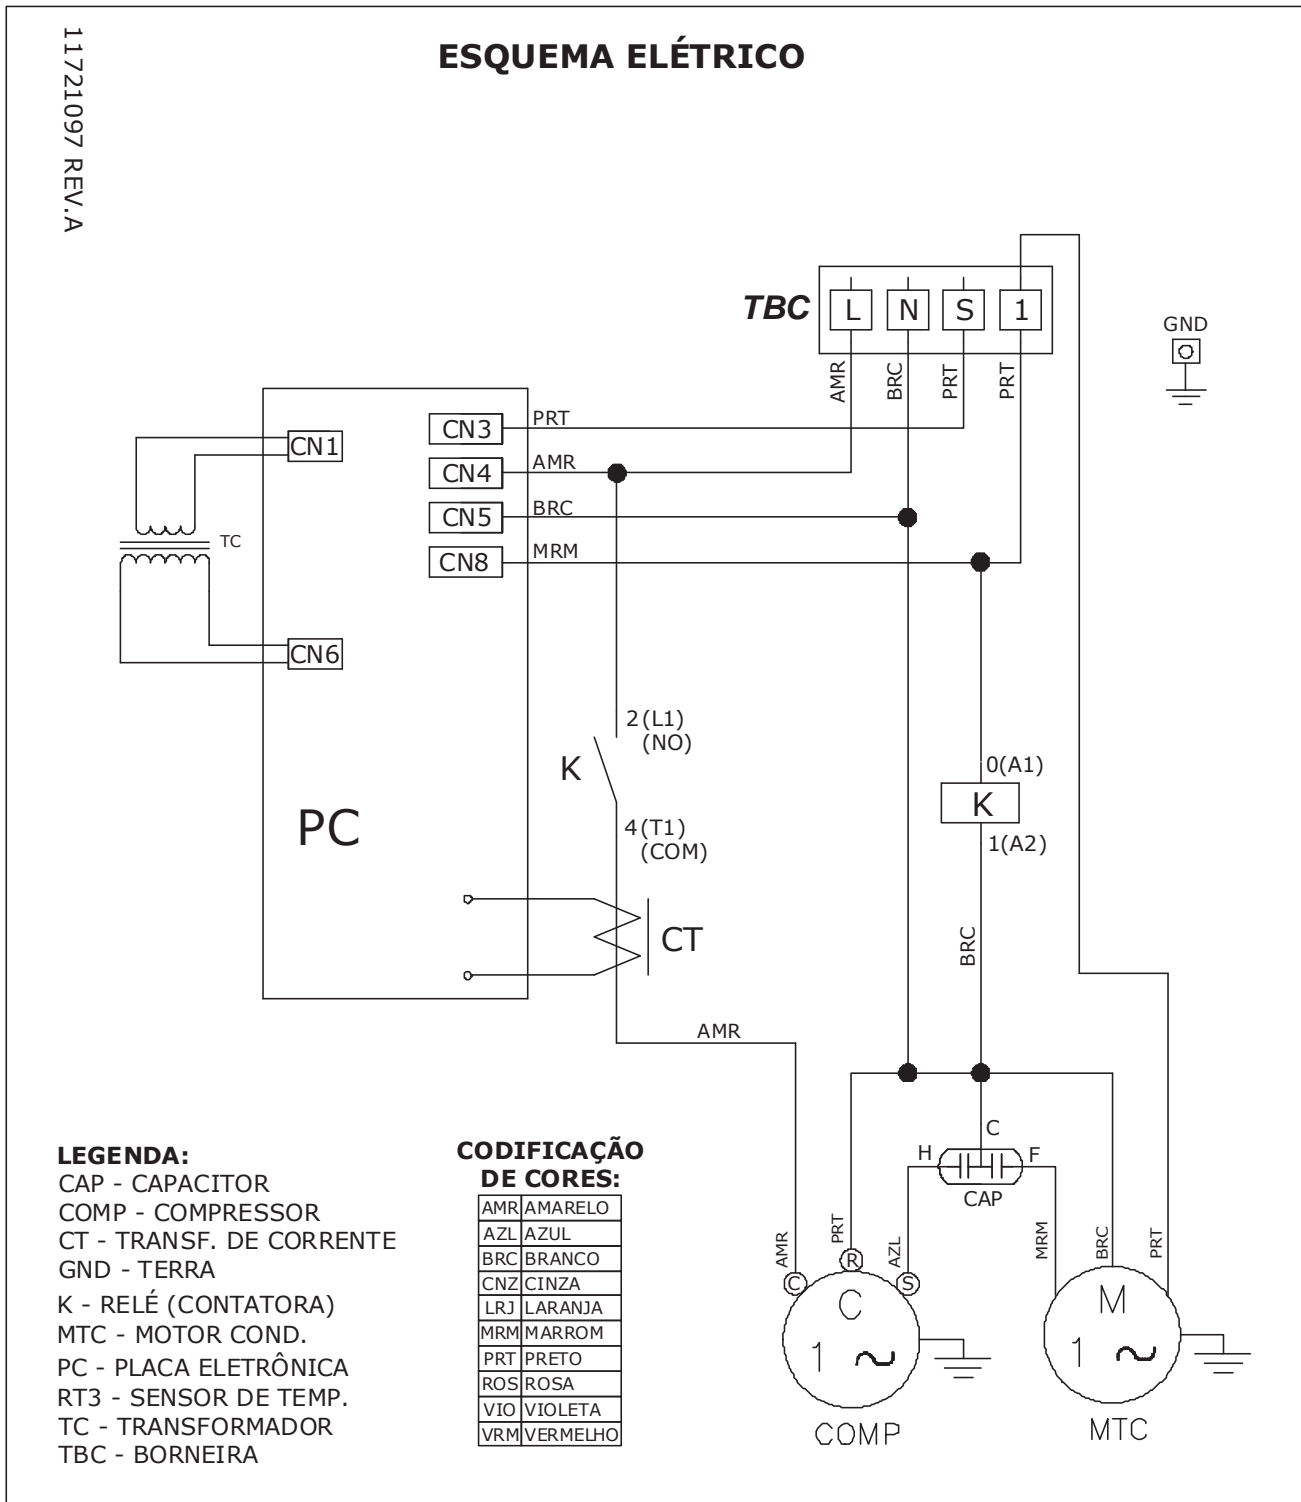 11721097 REV.A
ESQUEMA ELÉTRICO
TBC
L N S 1
GND
AMR
BRC
PRT
PRT
CN1
CN3
PRT
CN4
AMR
CN5
BRC
CN8
MRM
TC
CN6
2(L1)
(NO)
K
4(T1)
(COM)
0(A1)
K
1(A2)
PC
CT
BRC
AMR
C
H
F
CAP
AMR
PRT
AZL
MRM
BRC
PRT
C
R
S
C
1
COMP
M
1
MTC
LEGENDA:
CAP - CAPACITOR
COMP - COMPRESSOR
CT - TRANSF. DE CORRENTE
GND - TERRA
K - RELÉ (CONTATORA)
MTC - MOTOR COND.
PC - PLACA ELETRÔNICA
RT3 - SENSOR DE TEMP.
TC - TRANSFORMADOR
TBC - BORNEIRA
CODIFICAÇÃO
DE CORES:
AMR AMARELO
AZL AZUL
BRC BRANCO
CNZ CINZA
LRJ LARANJA
MRM MARROM
PRT PRETO
ROS ROSA
VIO VIOLETA
VRM VERMELHO